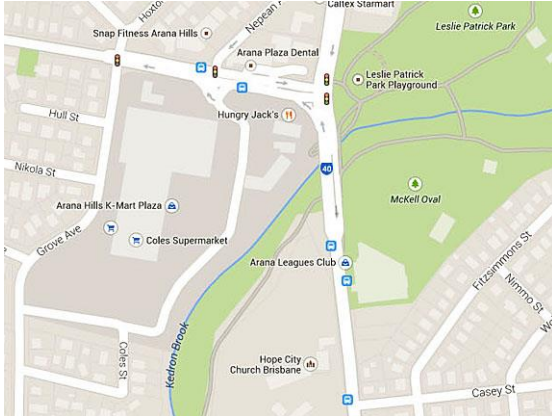 Hoxto
Nepean P
Caltex Starmart
Snap Fitness Arana Hills
Leslie Patrick Park
Arana Plaza Dental
Leslie Patrick
Park Playground
Hull St
Hungry Jack's
40
Nikola St
McKell Oval
Arana Hills K-Mart Plaza
Grove Ave
Coles Supermarket
Fitzsimmons St
Arana Leagues Club
Nimmo St
Wo
Kedron Brook
Coles St
Hope City
Church Brisbane
Casey St